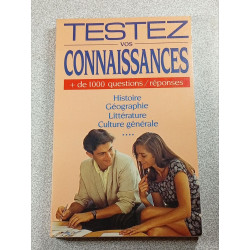 TESTEZ
VOS
CONNAISSANCES
+ de 1000 questions / réponses
Histoire
Géographie
Littérature
Culture générale
****